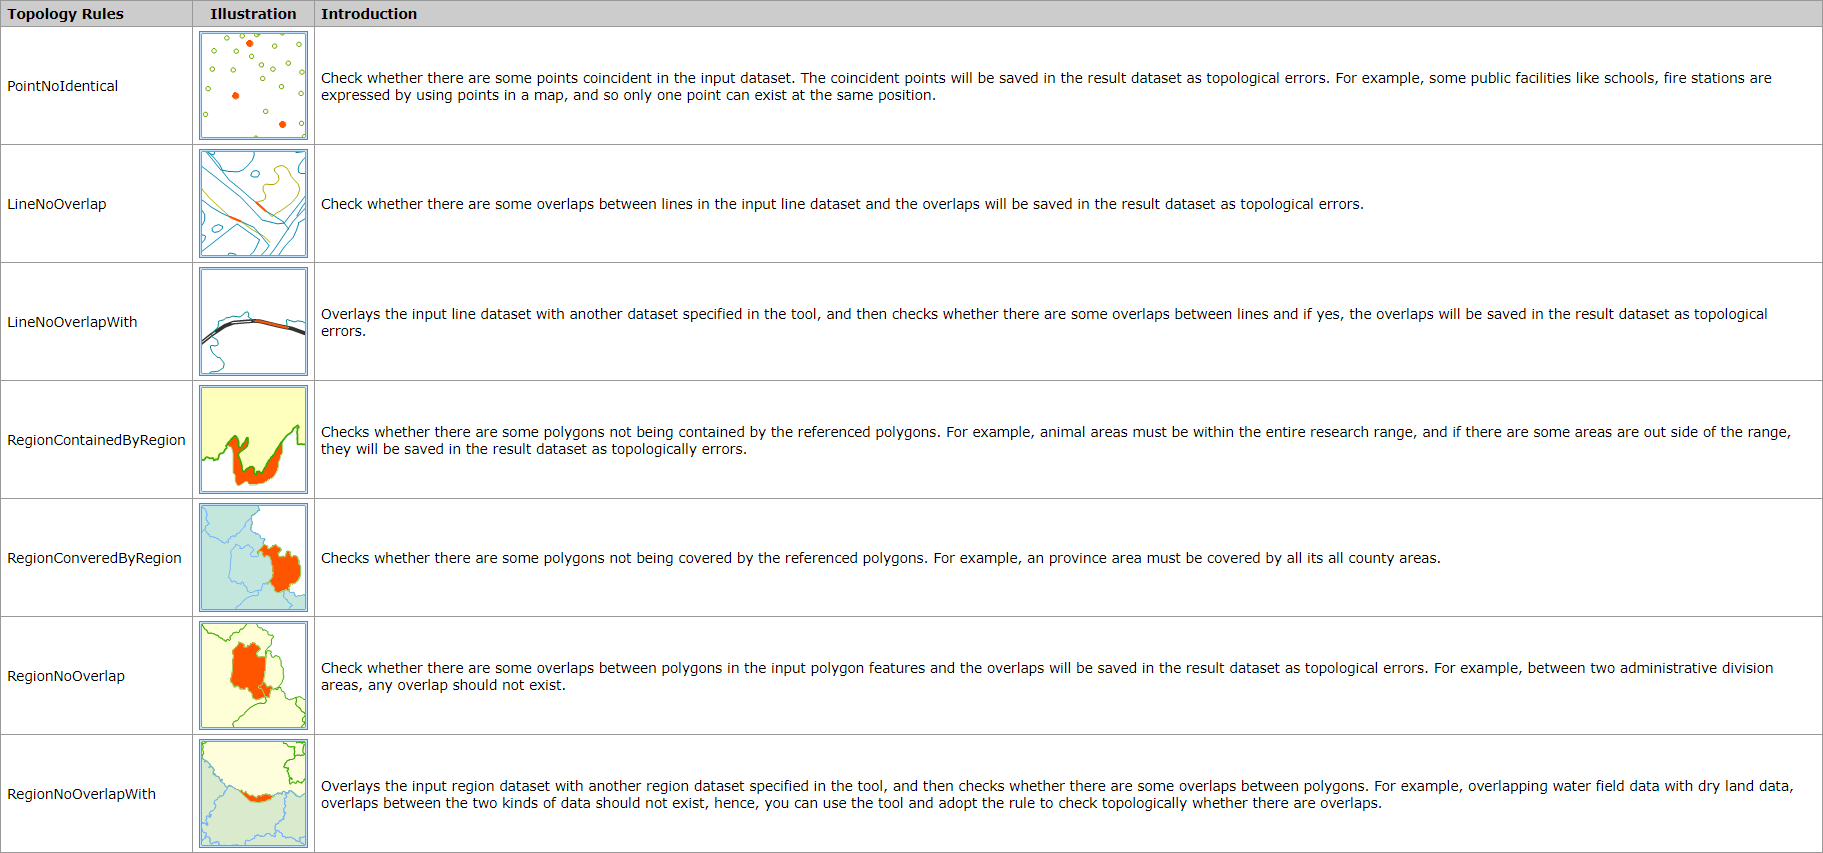 Topology Rules Illustration Introduction
PointNoIdentical
Check whether there are some points coincident in the input dataset. The coincident points will be saved in the result dataset as topological errors. For example, some public facilities like schools, fire stations are
expressed by using points in a map, and so only one point can exist at the same position.
LineNoOverlap
Check whether there are some overlaps between lines in the input line dataset and the overlaps will be saved in the result dataset as topological errors.
LineNoOverlapWith
Overlays the input line dataset with another dataset specified in the tool, and then checks whether there are some overlaps between lines and if yes, the overlaps will be saved in the result dataset as topological
errors.
RegionContainedByRegion
Checks whether there are some polygons not being contained by the referenced polygons. For example, animal areas must be within the entire research range, and if there are some areas are out side of the range,
they will be saved in the result dataset as topologically errors.
RegionConveredByRegion
Checks whether there are some polygons not being covered by the referenced polygons. For example, an province area must be covered by all its all county areas.
RegionNoOverlap
Check whether there are some overlaps between polygons in the input polygon features and the overlaps will be saved in the result dataset as topological errors. For example, between two administrative division
areas, any overlap should not exist.
RegionNoOverlapWith
Overlays the input region dataset with another region dataset specified in the tool, and then checks whether there are some overlaps between polygons. For example, overlapping water field data with dry land data,
overlaps between the two kinds of data should not exist, hence, you can use the tool and adopt the rule to check topologically whether there are overlaps.